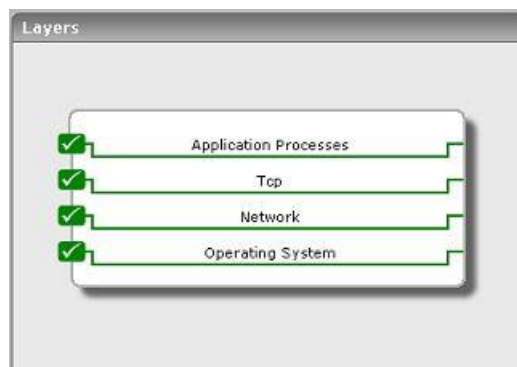 Layers
Application Processes
Tcp
Network
Operating System